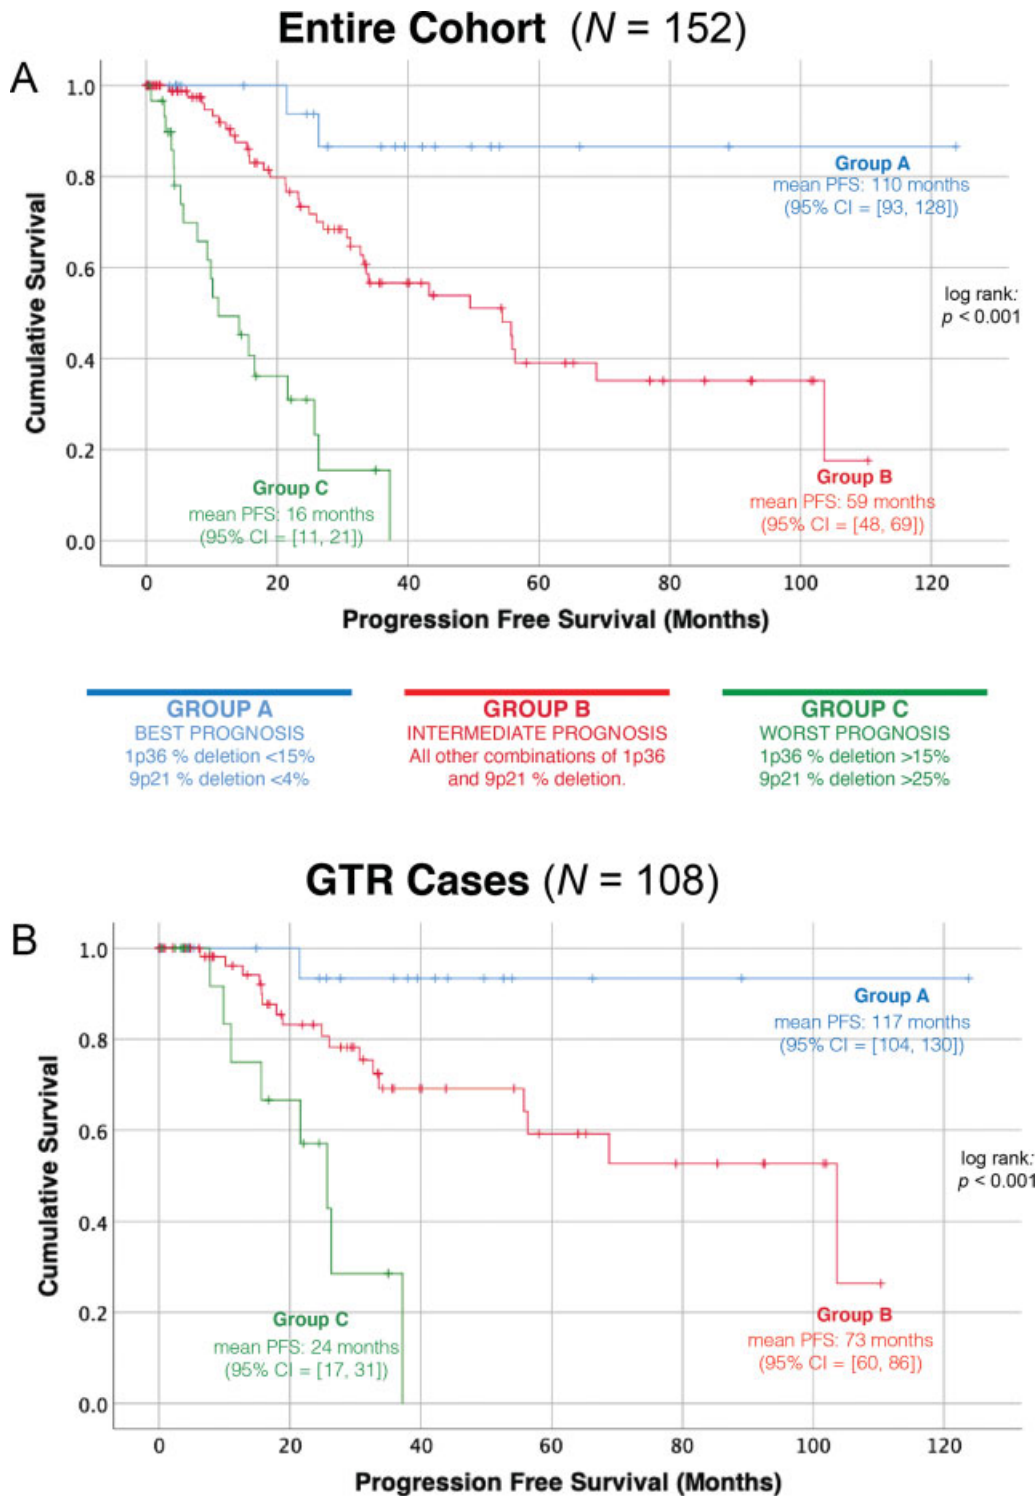 Entire Cohort (N = 152)
A
1.0
0.8
0.6
0.4
0.2
0.0
Cumulative Survival
Group A
mean PFS: 110 months
(95% CI = [93, 128])
log rank:
p < 0.001
Group B
mean PFS: 59 months
(95% CI = [48, 69])
Group C
mean PFS: 16 months
(95% CI = [11, 21])
0 20 40 60 80 100 120
Progression Free Survival (Months)
GROUP A
BEST PROGNOSIS
1p36 % deletion <15%
9p21 % deletion <4%
GROUP B
INTERMEDIATE PROGNOSIS
All other combinations of 1p36
and 9p21 % deletion.
GROUP C
WORST PROGNOSIS
1p36 % deletion >15%
9p21 % deletion >25%
GTR Cases (N = 108)
B
1.0
0.8
0.6
0.4
0.2
0.0
Cumulative Survival
Group A
mean PFS: 117 months
(95% CI = [104, 130])
log rank:
p < 0.001
Group B
mean PFS: 73 months
(95% CI = [60, 86])
Group C
mean PFS: 24 months
(95% CI = [17, 31])
0 20 40 60 80 100 120
Progression Free Survival (Months)